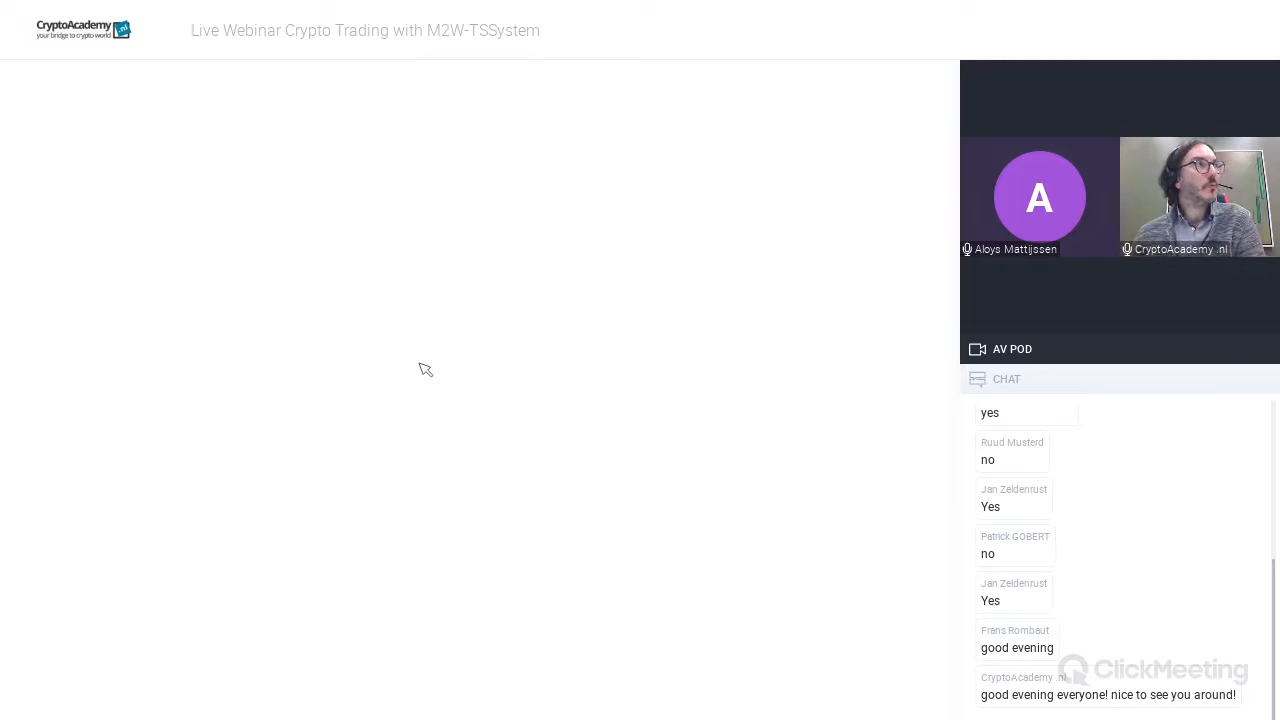 CryptoAcademy .nl
your bridge to crypto world
Live Webinar Crypto Trading with M2W-TSSystem
A
Aloys Mattijssen
CryptoAcademy .nl
AV POD
CHAT
yes
Ruud Musterd
no
Jan Zeldenrust
Yes
Patrick GOBERT
no
Jan Zeldenrust
Yes
Frans Rombaut
good evening
ClickMeeting
CryptoAcademy .nl
good evening everyone! nice to see you around!